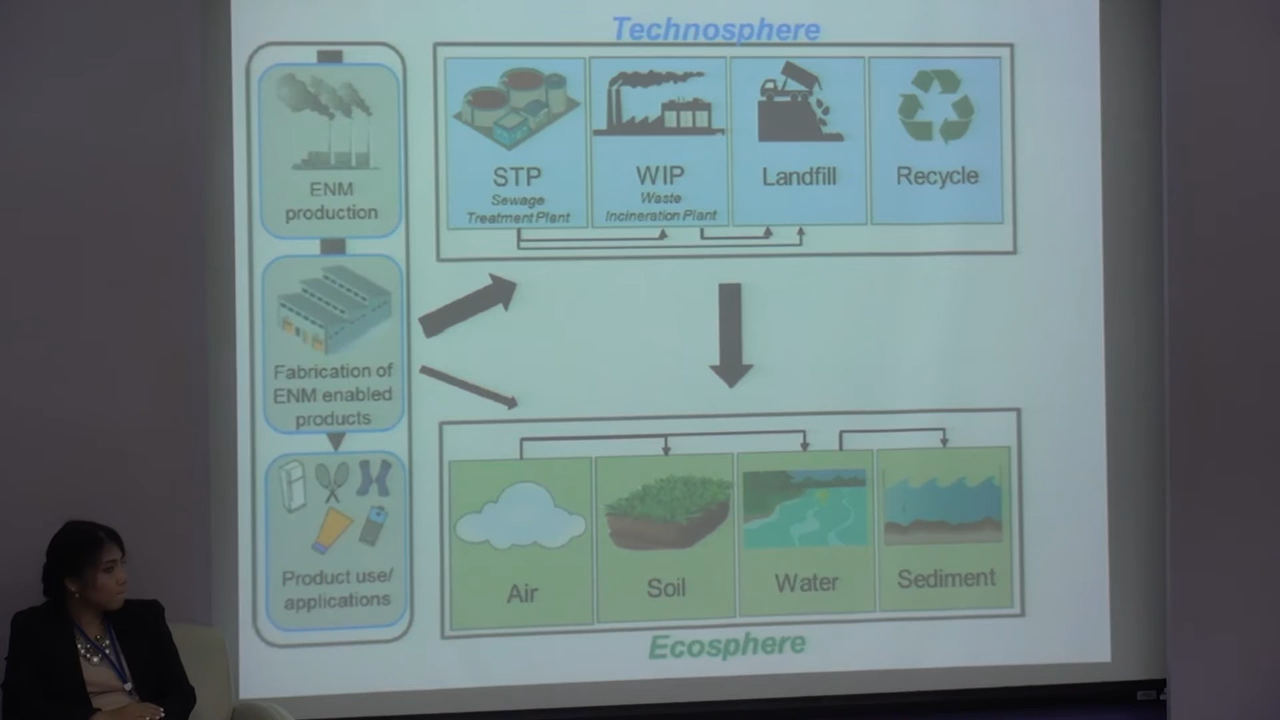 Technosphere
ENM
production
Fabrication of
ENM enabled
products
Product use/
applications
STP
Sewage
Treatment Plant
WIP
Waste
Incineration Plant
Landfill
Recycle
Air
Soil
Water
Sediment
Ecosphere